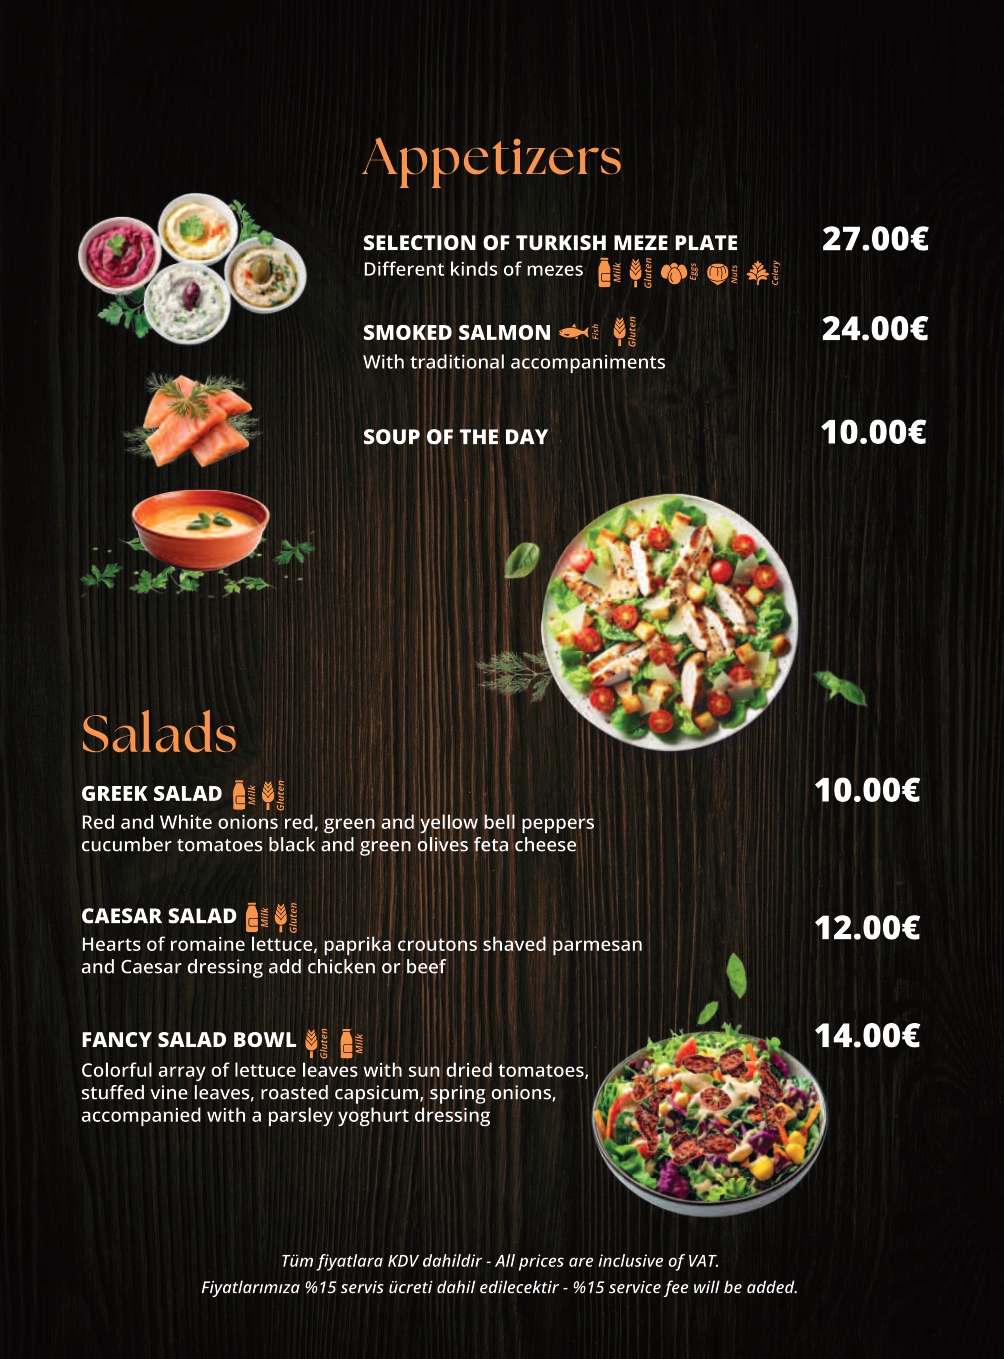 Appetizers
SELECTION OF TURKISH MEZE PLATE 27.00€
Different kinds of mezes Milk Gluten Eggs Nuts Celery
SMOKED SALMON Fish Gluten 24.00€
With traditional accompaniments
SOUP OF THE DAY 10.00€
Salads
GREEK SALAD Milk Gluten 10.00€
Red and White onions red, green and yellow bell peppers
cucumber tomatoes black and green olives feta cheese
CAESAR SALAD Milk Gluten 12.00€
Hearts of romaine lettuce, paprika croutons shaved parmesan
and Caesar dressing add chicken or beef
FANCY SALAD BOWL Gluten Milk 14.00€
Colorful array of lettuce leaves with sun dried tomatoes,
stuffed vine leaves, roasted capsicum, spring onions,
accompanied with a parsley yoghurt dressing
Tüm fiyatlara KDV dahildir - All prices are inclusive of VAT.
Fiyatlarımıza %15 servis ücreti dahil edilecektir - %15 service fee will be added.